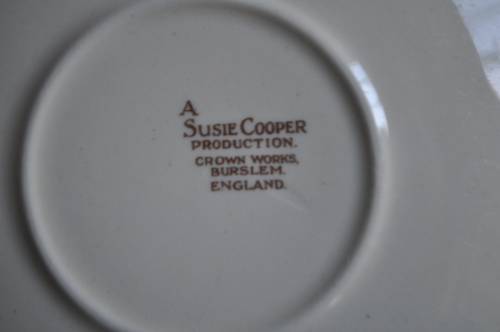 A
SUSIE COOPER
PRODUCTION.
CROWN WORKS,
BURSLEM.
ENGLAND.